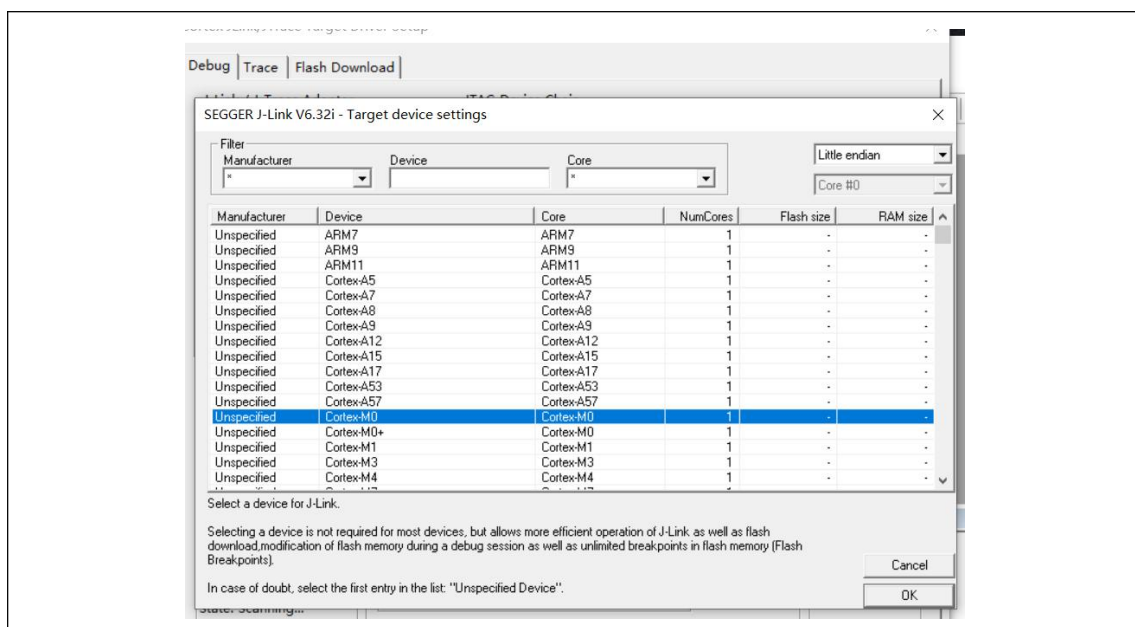 Debug Trace Flash Download
SEGGER J-Link V6.32i - Target device settings
Filter
Manufacturer Device Core
* *
Little endian
Core #0
Manufacturer Device Core NumCores Flash size RAM size
Unspecified ARM7 ARM7 1 - -
Unspecified ARM9 ARM9 1 - -
Unspecified ARM11 ARM11 1 - -
Unspecified Cortex-A5 Cortex-A5 1 - -
Unspecified Cortex-A7 Cortex-A7 1 - -
Unspecified Cortex-A8 Cortex-A8 1 - -
Unspecified Cortex-A9 Cortex-A9 1 - -
Unspecified Cortex-A12 Cortex-A12 1 - -
Unspecified Cortex-A15 Cortex-A15 1 - -
Unspecified Cortex-A17 Cortex-A17 1 - -
Unspecified Cortex-A53 Cortex-A53 1 - -
Unspecified Cortex-A57 Cortex-A57 1 - -
Unspecified Cortex-M0 Cortex-M0 1 - -
Unspecified Cortex-M0+ Cortex-M0 1 - -
Unspecified Cortex-M1 Cortex-M1 1 - -
Unspecified Cortex-M3 Cortex-M3 1 - -
Unspecified Cortex-M4 Cortex-M4 1 - -
Select a device for J-Link.
Selecting a device is not required for most devices, but allows more efficient operation of J-Link as well as flash
download,modification of flash memory during a debug session as well as unlimited breakpoints in flash memory (Flash
Breakpoints).
In case of doubt, select the first entry in the list: "Unspecified Device".
Cancel
OK